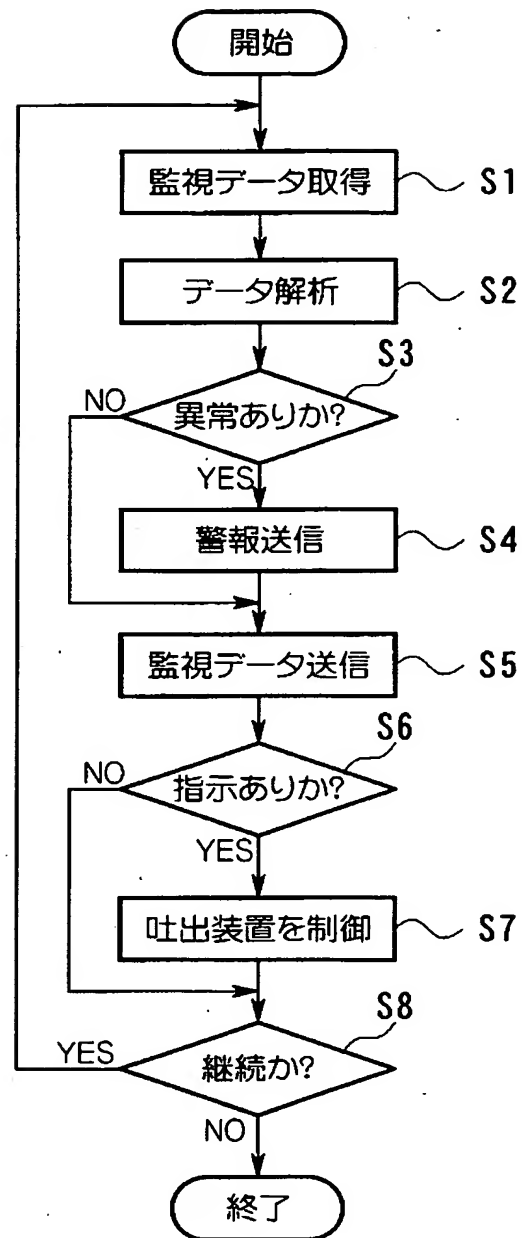 開始
監視データ取得 S1
データ解析 S2
S3
NO 異常ありか?
YES
警報送信 S4
監視データ送信 S5
S6
NO 指示ありか?
YES
吐出装置を制御 S7
S8
YES 継続か?
NO
終了